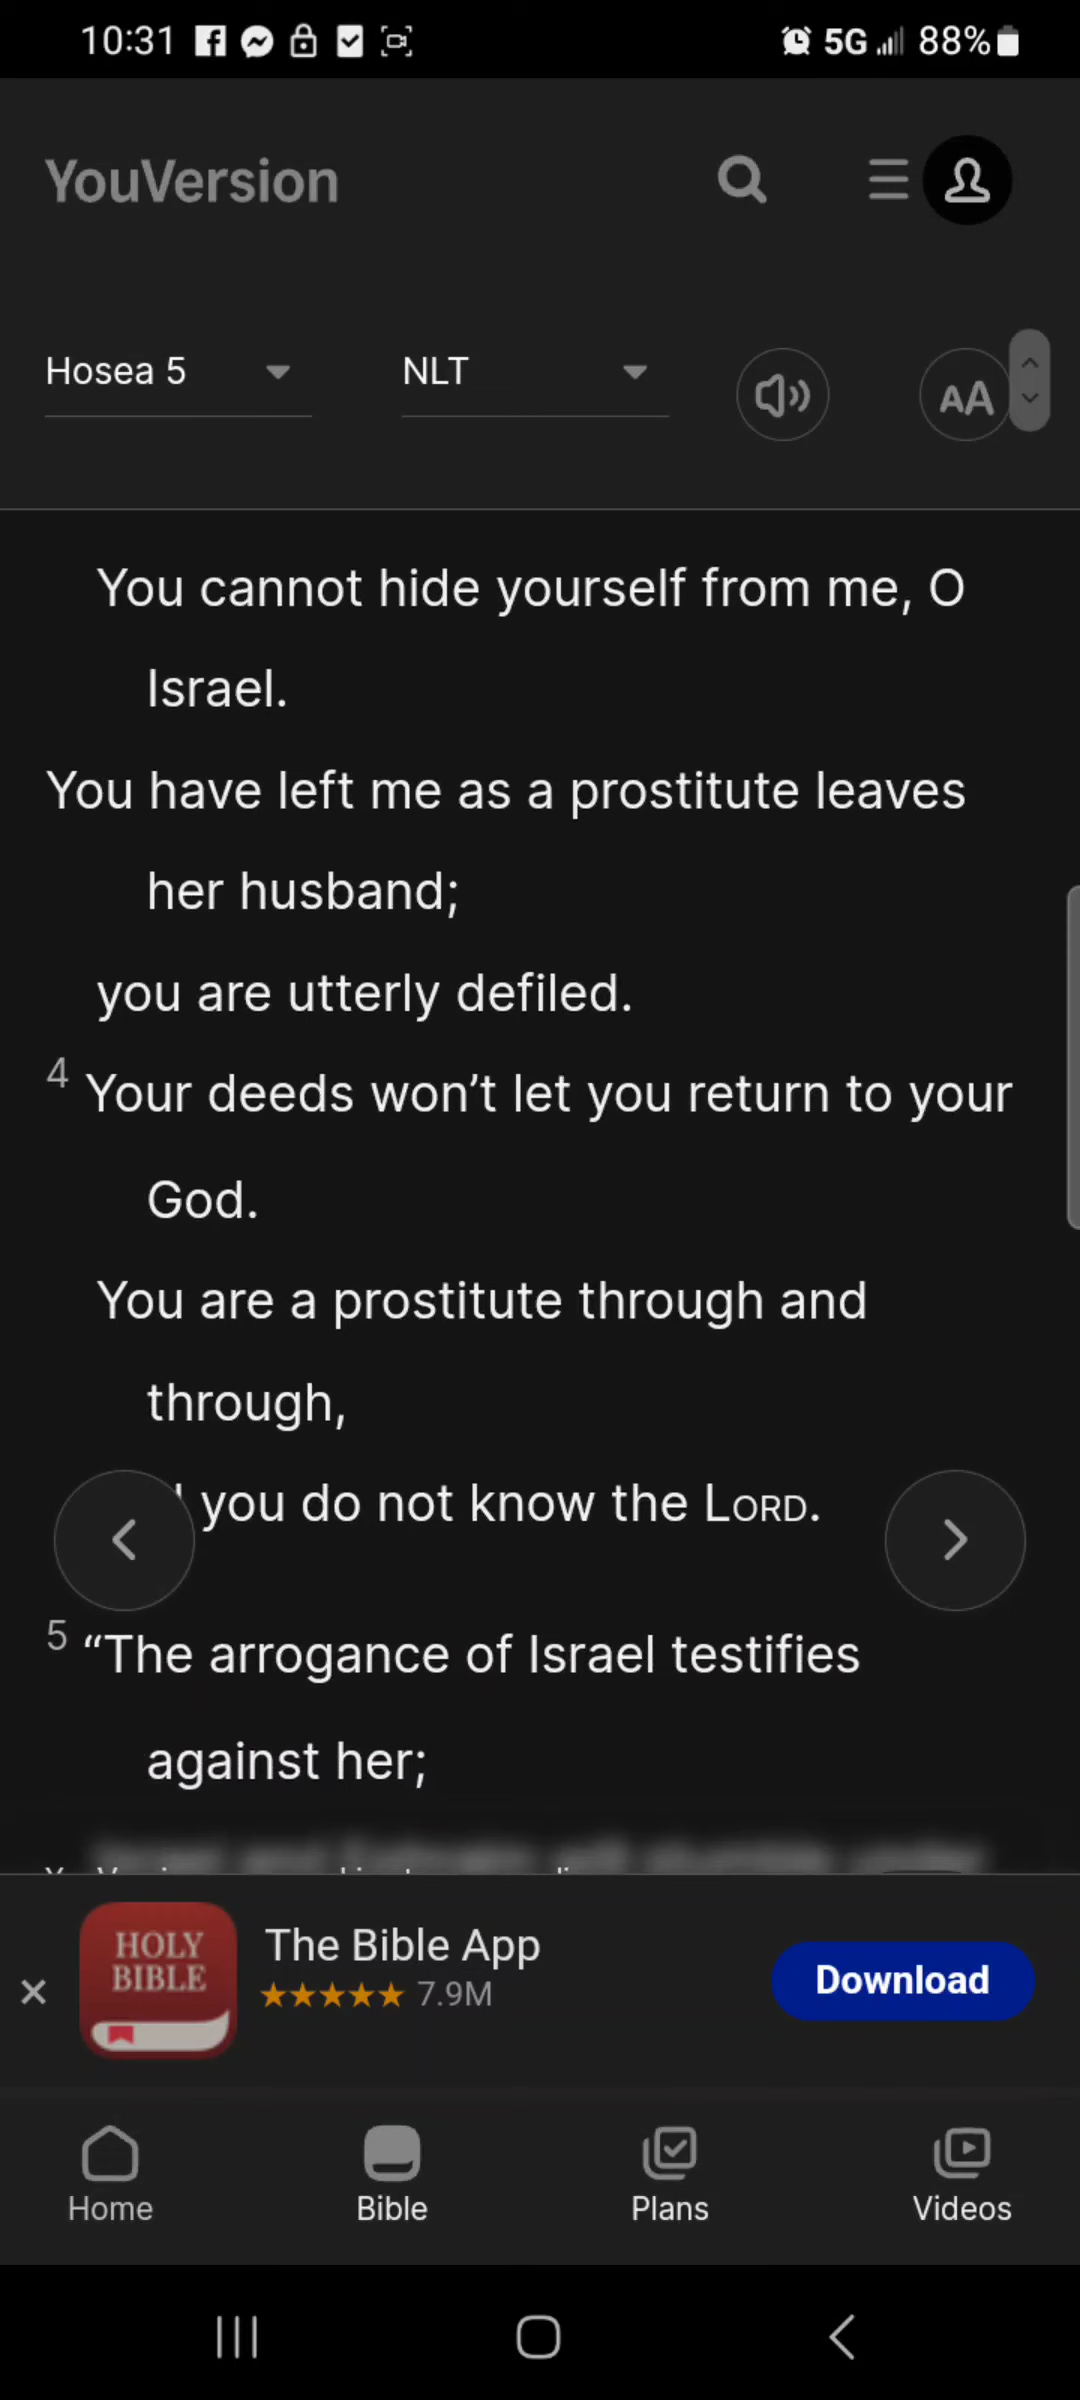 10:31 5G 88%
YouVersion
Hosea 5 NLT AA
You cannot hide yourself from me, O
Israel.
You have left me as a prostitute leaves
her husband;
you are utterly defiled.
4 Your deeds won’t let you return to your
God.
You are a prostitute through and
through,
you do not know the LORD.
5 “The arrogance of Israel testifies
against her;
HOLY
BIBLE
The Bible App
7.9M
Download
Home Bible Plans Videos